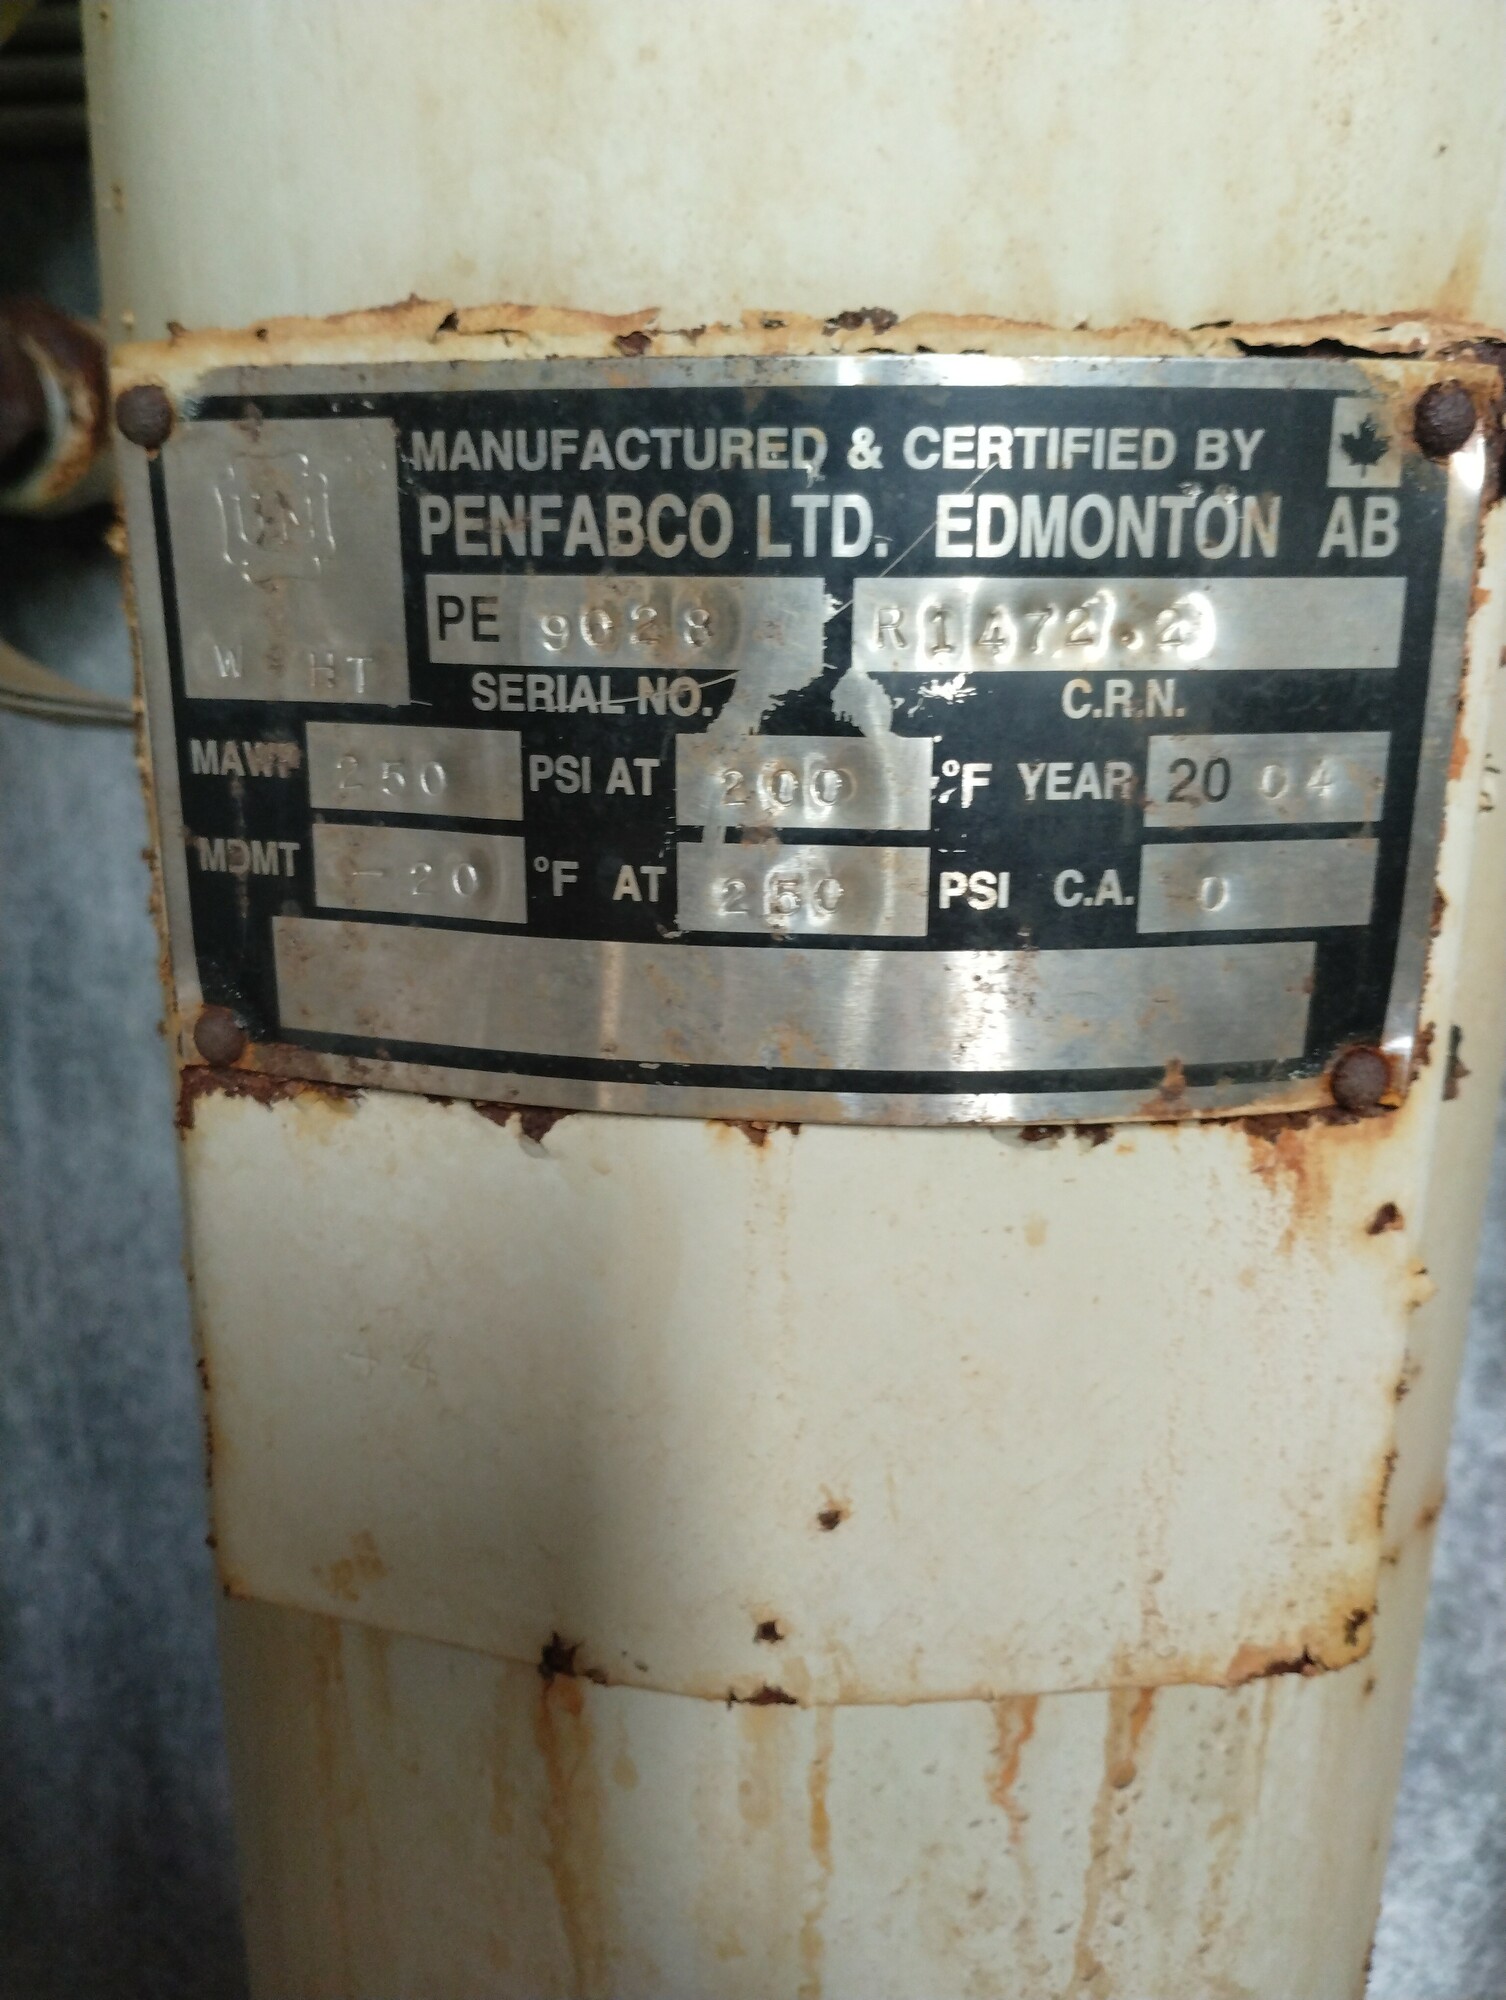 MANUFACTURED & CERTIFIED BY
PENFABCO LTD. EDMONTON AB
PE 9028 R1472.2
SERIAL NO. C.R.N.
W HT
MAWP 250 PSI AT 200 °F YEAR 2004
MDMT -20 °F AT 250 PSI C.A. 0